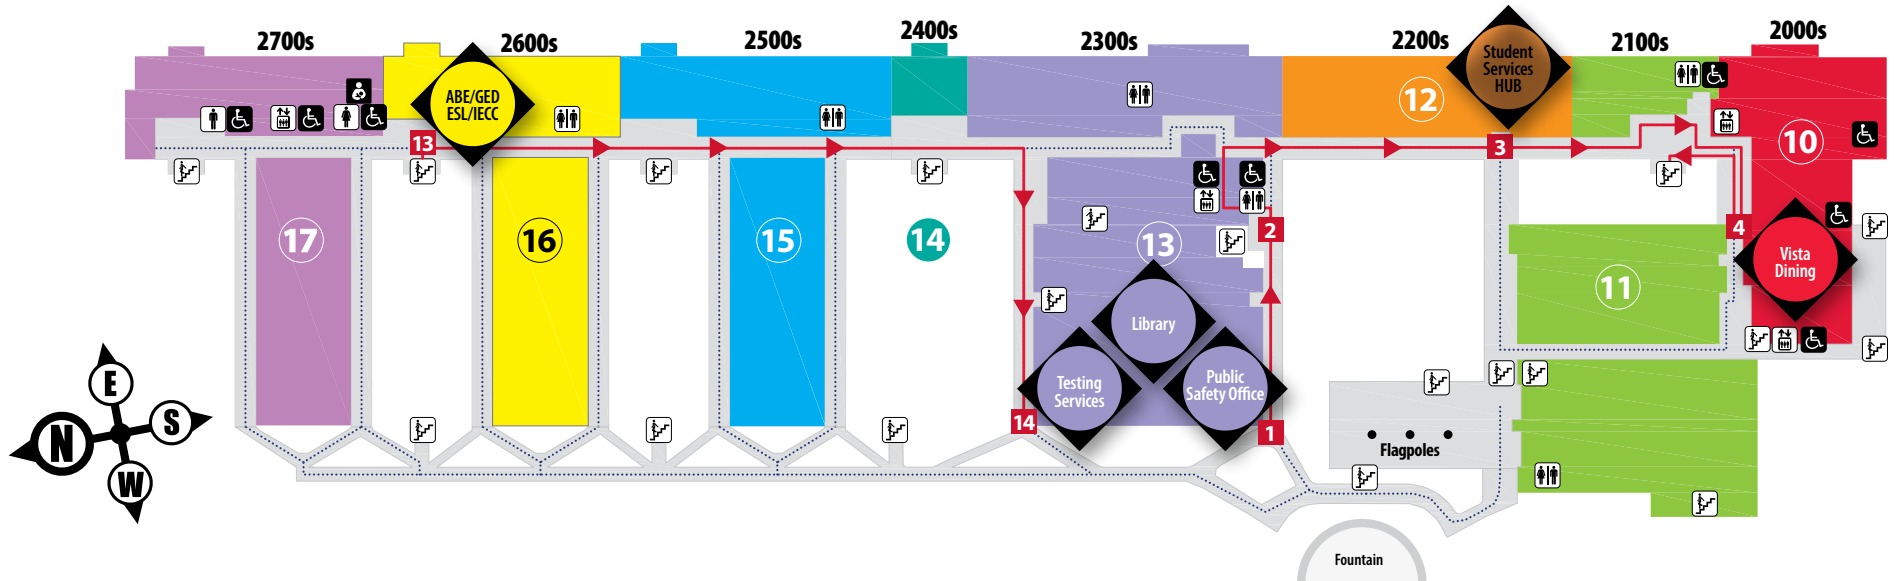 2700s
2600s
2500s
2400s
2300s
2200s
2100s
2000s
Student
Services
HUB
ABE/GED
ESL/IECC
12
10
13
3
17
16
15
14
13
2
4
11
Vista
Dining
Library
Testing
Services
Public
Safety Office
14
1
Flagpoles
E
S
N
W
Fountain